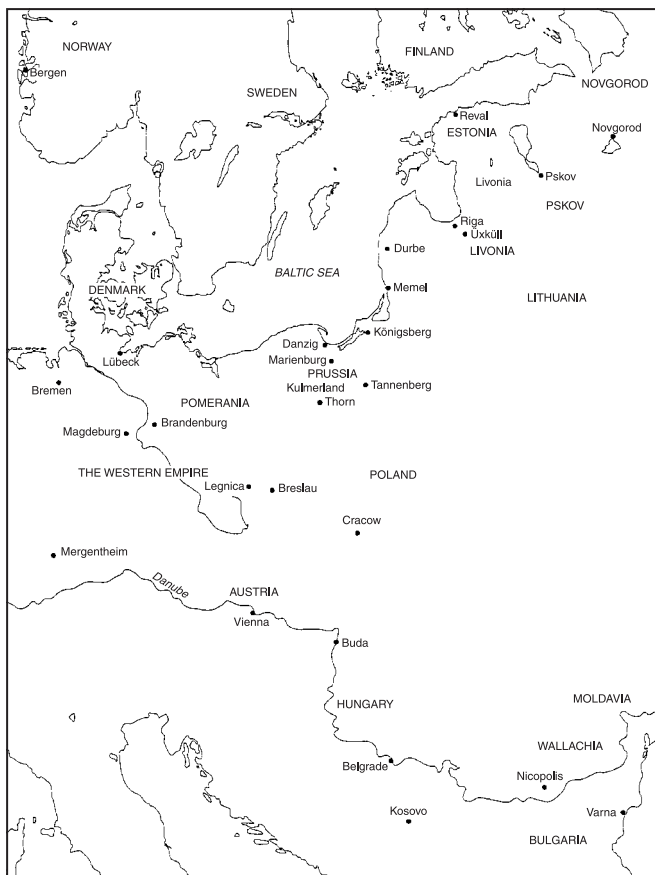 NORWAY
FINLAND
Bergen
NOVGOROD
SWEDEN
Reval
ESTONIA
Novgorod
Livonia
Pskov
PSKOV
Riga
Üxküll
LIVONIA
Durbe
BALTIC SEA
DENMARK
Memel
LITHUANIA
Königsberg
Danzig
Lübeck
Marienburg
PRUSSIA
Bremen
Kulmerland
Tannenberg
POMERANIA
Thorn
Brandenburg
Magdeburg
THE WESTERN EMPIRE
POLAND
Legnica
Breslau
Cracow
Mergentheim
Danube
AUSTRIA
Vienna
Buda
HUNGARY
MOLDAVIA
WALLACHIA
Belgrade
Nicopolis
Kosovo
Varna
BULGARIA